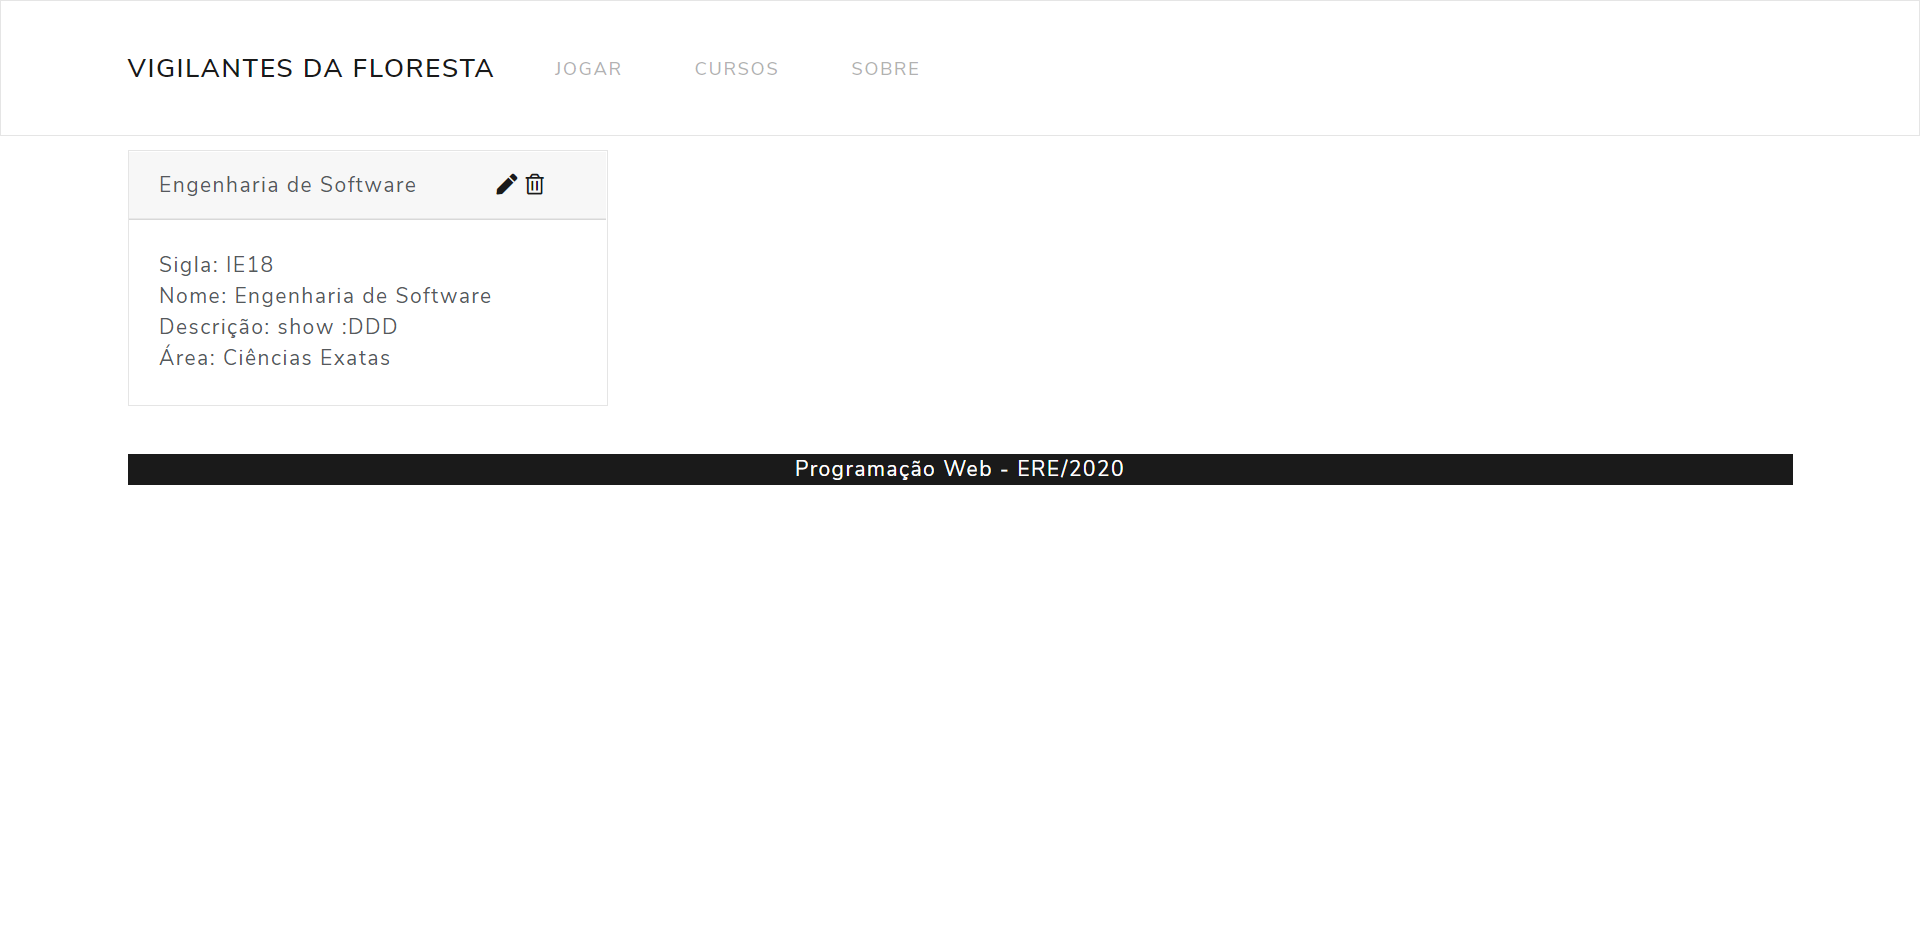 VIGILANTES DA FLORESTA JOGAR CURSOS SOBRE
Engenharia de Software
Sigla: IE18
Nome: Engenharia de Software
Descrição: show :DDD
Área: Ciências Exatas
Programação Web - ERE/2020